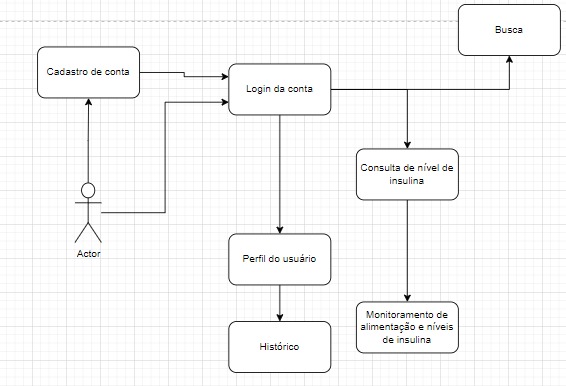 Busca
Cadastro de conta
Login da conta
Consulta de nível de
insulina
Actor
Perfil do usuário
Monitoramento de
alimentação e níveis
de insulina
Histórico